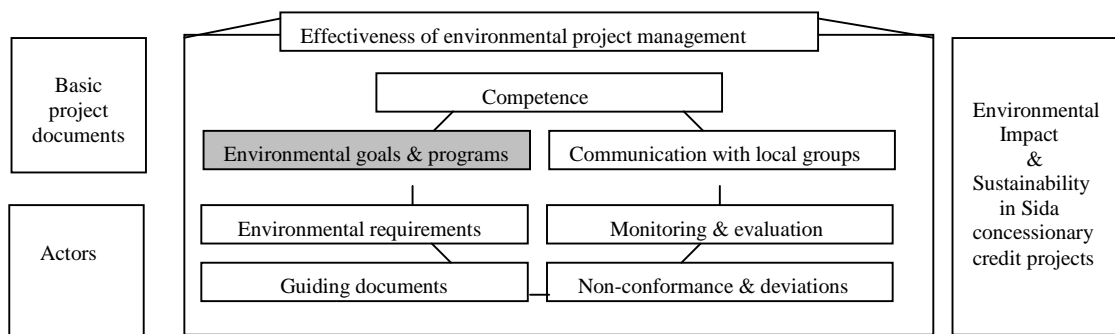 Effectiveness of environmental project management
Basic
project
documents
Actors
Competence
Environmental goals & programs
Communication with local groups
Environmental requirements
Monitoring & evaluation
Guiding documents
Non-conformance & deviations
Environmental
Impact
&
Sustainability
in Sida
concessionary
credit projects